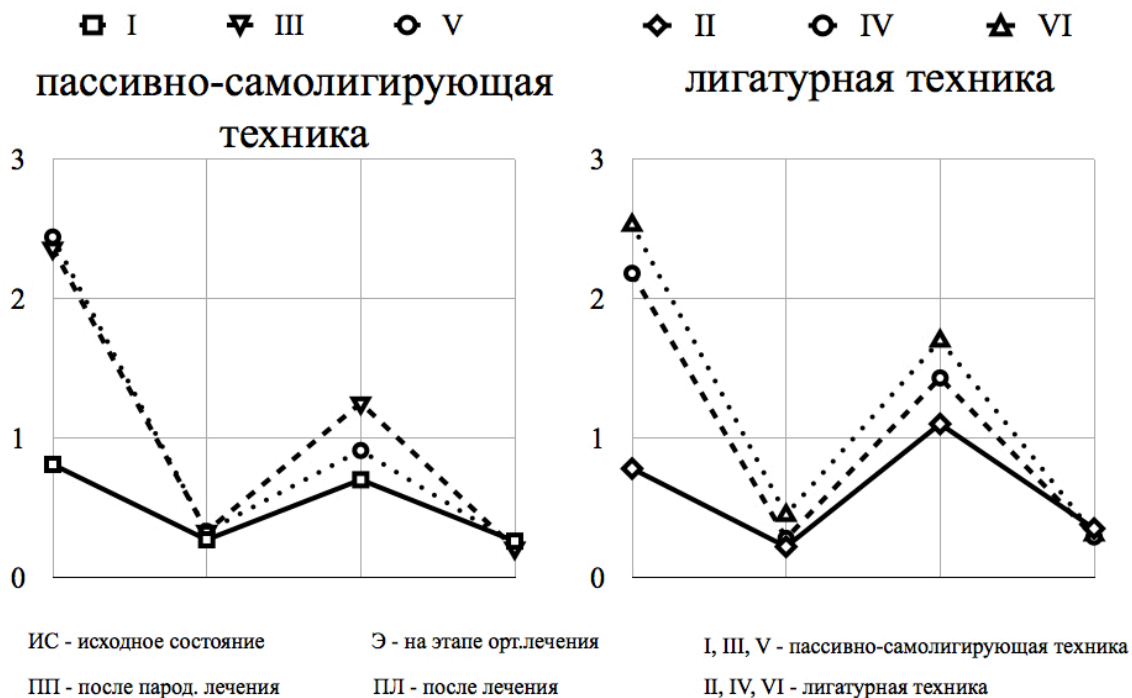 I III V
II IV VI
пассивно-самолигирующая
техника
лигатурная техника
3
2
1
0
3
2
1
0
ИС - исходное состояние
Э - на этапе орт.лечения
I, III, V - пассивно-самолигирующая техника
ПП - после парод. лечения
ПЛ - после лечения
II, IV, VI - лигатурная техника